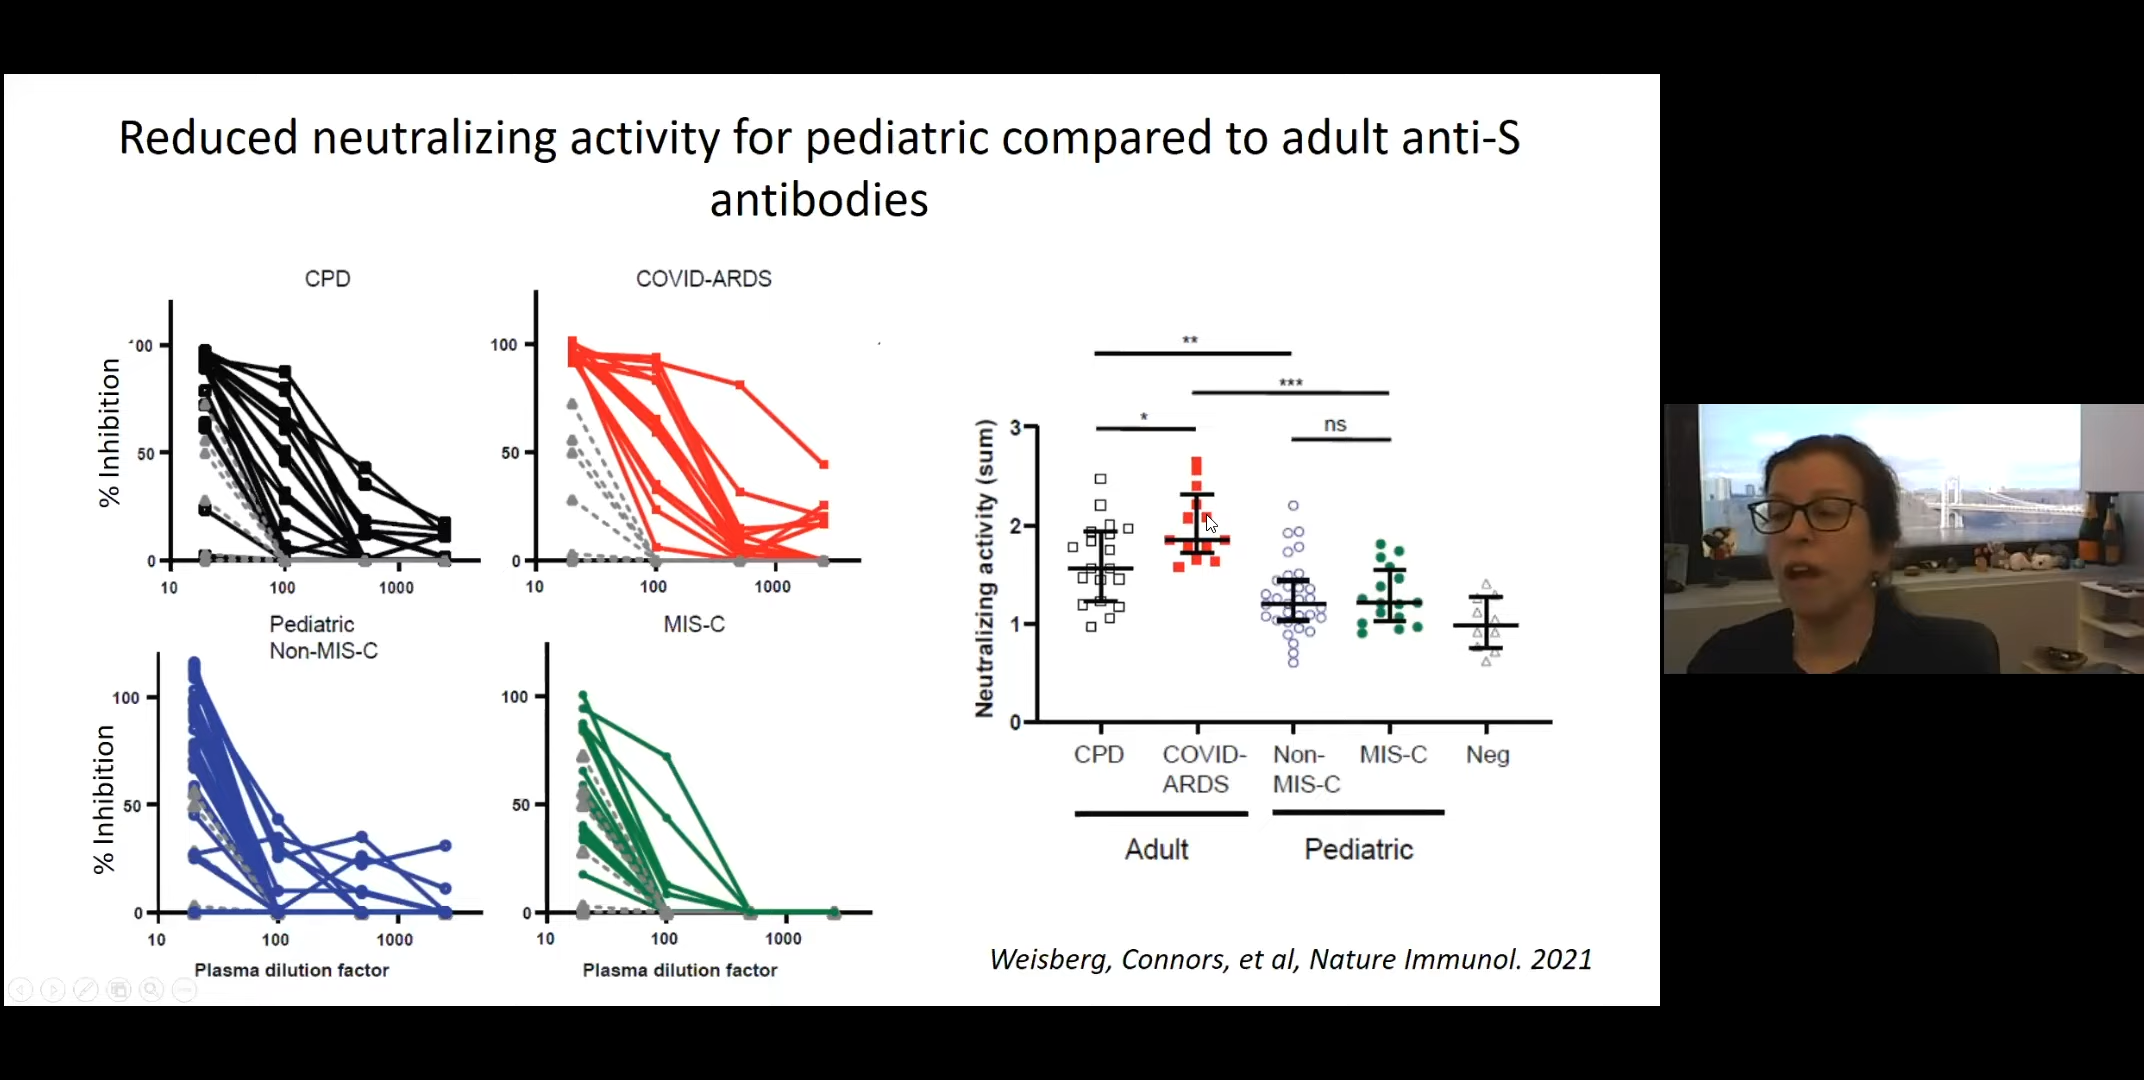 Reduced neutralizing activity for pediatric compared to adult anti-S
antibodies
CPD
% Inhibition
100
50
0
10
100
1000
COVID-ARDS
100
50
0
10
100
1000
Pediatric
Non-MIS-C
% Inhibition
100
50
0
10
100
1000
Plasma dilution factor
MIS-C
100
50
0
10
100
1000
Plasma dilution factor
**
***
*
ns
Neutralizing activity (sum)
3
2
1
0
CPD
COVID-
ARDS
Non-
MIS-C
MIS-C
Neg
Adult
Pediatric
Weisberg, Connors, et al, Nature Immunol. 2021